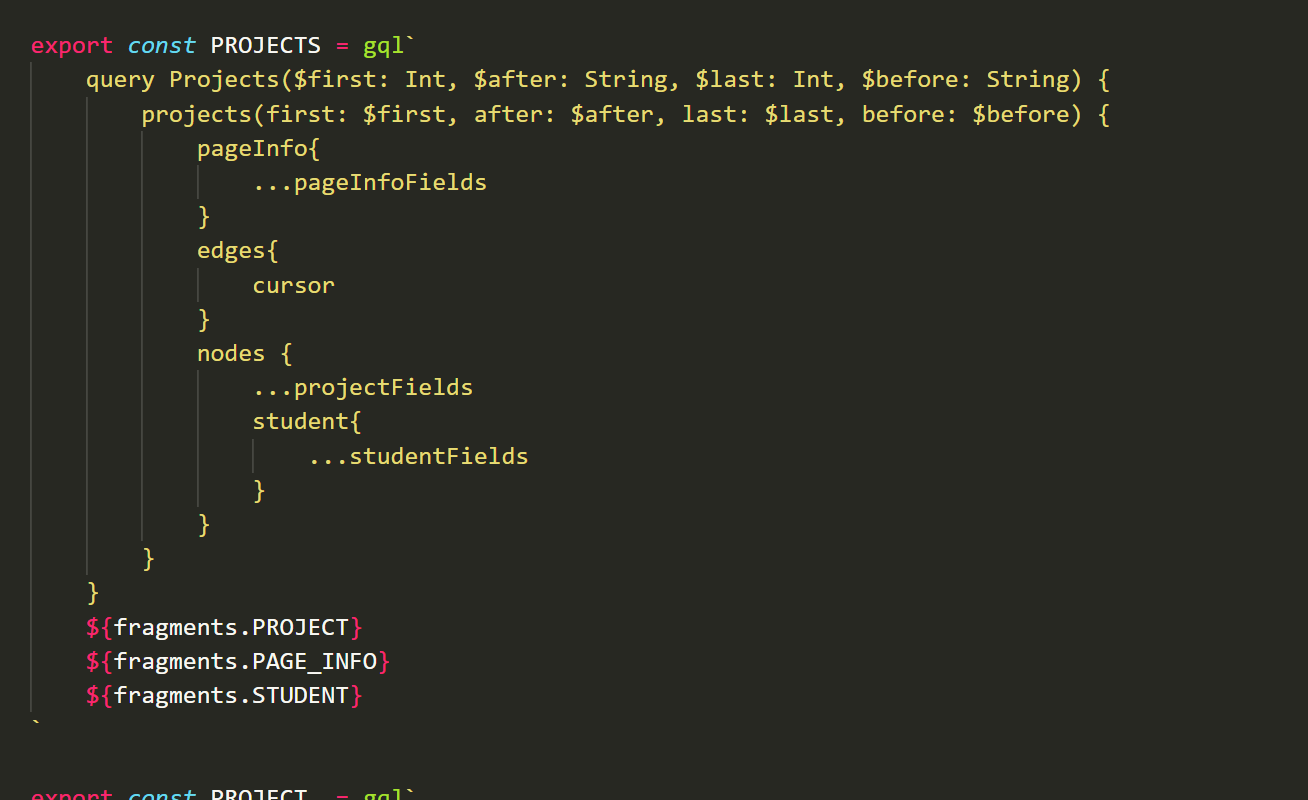 export const PROJECTS = gql`
query Projects($first: Int, $after: String, $last: Int, $before: String) {
projects(first: $first, after: $after, last: $last, before: $before) {
pageInfo{
...pageInfoFields
}
edges{
cursor
}
nodes {
...projectFields
student{
...studentFields
}
}
}
}
${fragments.PROJECT}
${fragments.PAGE_INFO}
${fragments.STUDENT}
`
export const PROJECT = gql`